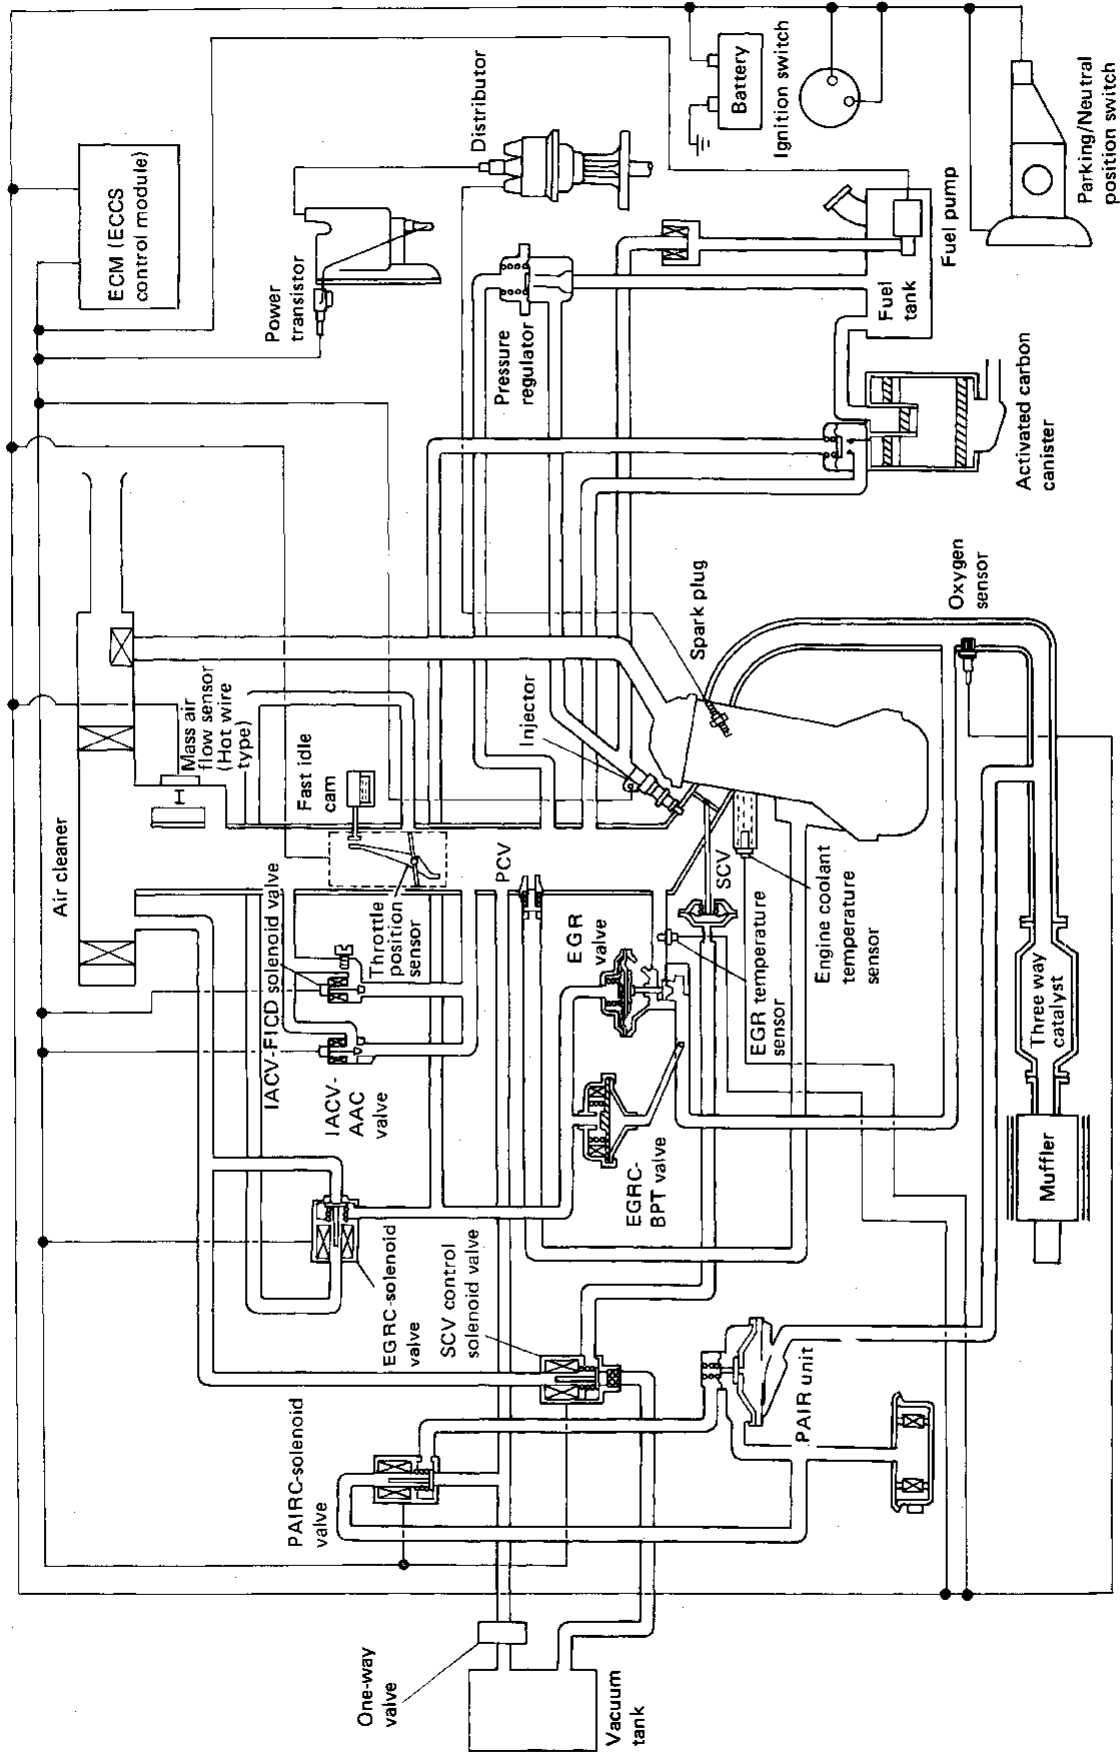 ECM (ECCS
control module)
Power
transistor
Distributor
Battery
Ignition switch
Parking/Neutral
position switch
Fuel pump
Fuel
tank
Pressure
regulator
Activated carbon
canister
Air cleaner
Mass air
flow sensor
(Hot wire
type)
Fast idle
cam
Injector
Spark plug
Oxygen
sensor
IACV-FICD solenoid valve
Throttle
position
sensor
PCV
EGR
valve
SCV
Engine coolant
temperature
sensor
EGR temperature
sensor
Three way
catalyst
IACV-
AAC
valve
EGRC-
BPT valve
Muffler
EGRC-solenoid
valve
SCV control
solenoid valve
PAIR unit
PAIRC-solenoid
valve
One-way
valve
Vacuum
tank